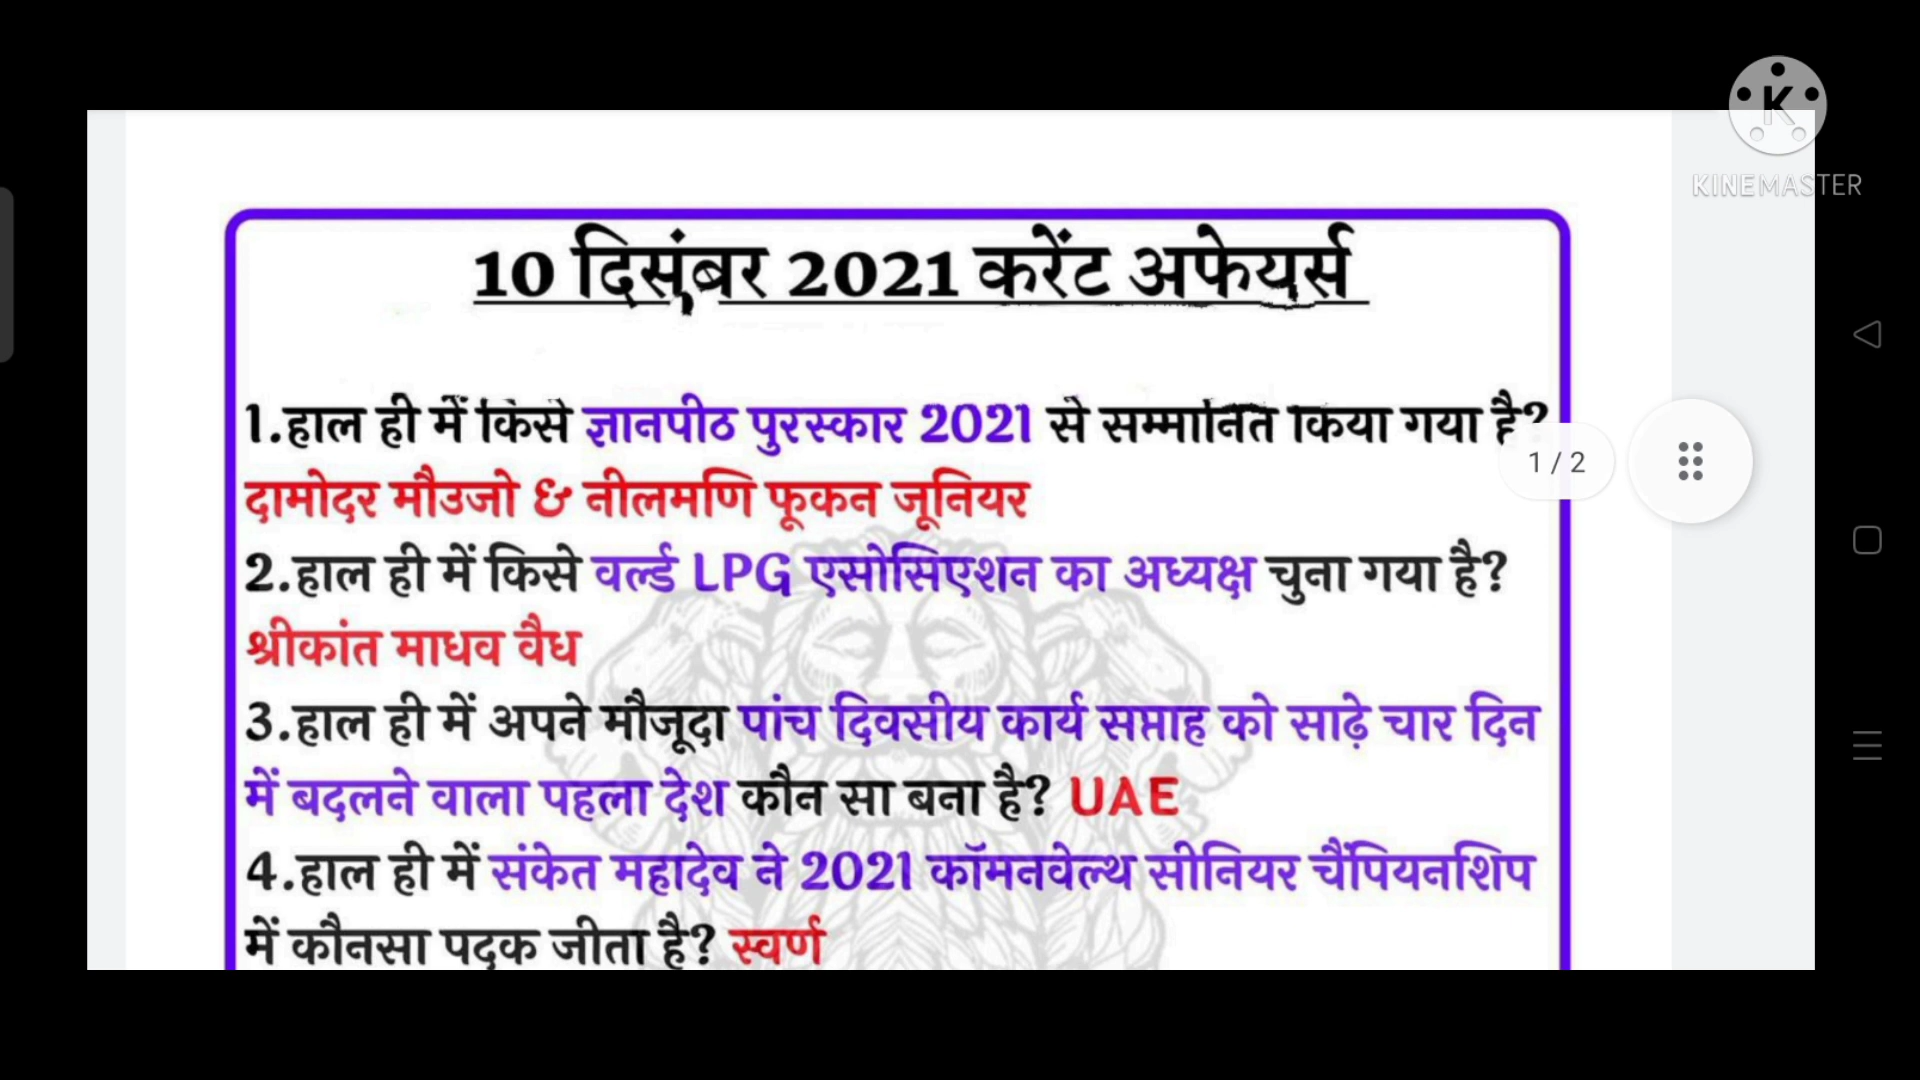 KINEMASTER
10 दिसंबर 2021 करेंट अफेयर्स
1.हाल ही में किसे ज्ञानपीठ पुरस्कार 2021 से सम्मानित किया गया है?
1 / 2
दामोदर मौउजो & नीलमणि फूकन जूनियर
2.हाल ही में किसे वर्ल्ड LPG एसोसिएशन का अध्यक्ष चुना गया है?
श्रीकांत माधव वैध
3.हाल ही में अपने मौजूदा पांच दिवसीय कार्य सप्ताह को साढ़े चार दिन
में बदलने वाला पहला देश कौन सा बना है? UAE
4.हाल ही में संकेत महादेव ने 2021 कॉमनवेल्थ सीनियर चैंपियनशिप
में कौनसा पदक जीता है? स्वर्ण